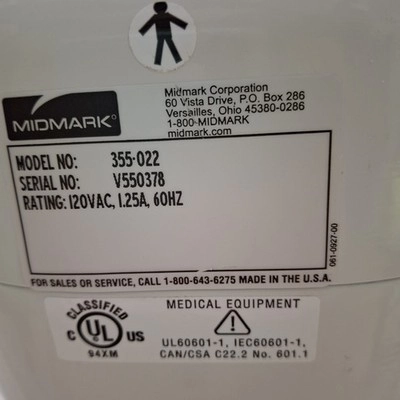 Midmark Corporation
60 Vista Drive, P.O. Box 286
Versailles, Ohio 45380-0286
1-800-MIDMARK
midmark.com
MIDMARK
MODEL NO: 355-022
SERIAL NO: V550378
RATING: 120VAC, 1.25A, 60HZ
061-0927-00
FOR SALES OR SERVICE, CALL 1-800-643-6275 MADE IN THE U.S.A.
CLASSIFIED
C UL US
94XM
MEDICAL EQUIPMENT
UL60601-1, IEC60601-1,
CAN/CSA C22.2 No. 601.1